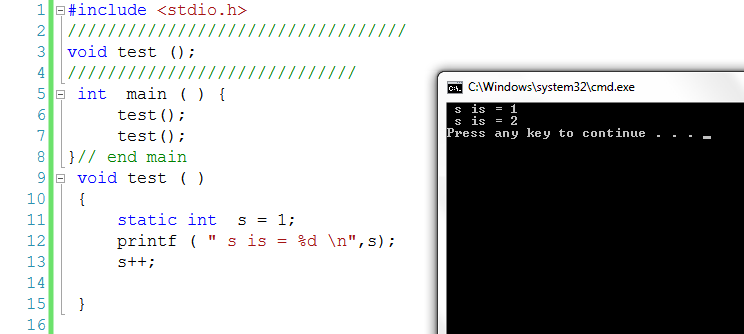 1 #include <stdio.h>
2 //////////////////////////////////
3 void test ();
4 /////////////////////////////
5 int  main ( ) {
6 test();
7 test();
8 }// end main
9 void test ( )
10 {
11 static int  s = 1;
12 printf ( " s is = %d \n",s);
13 s++;
14
15 }
16
C:\Windows\system32\cmd.exe
s is = 1
s is = 2
Press any key to continue . . . _